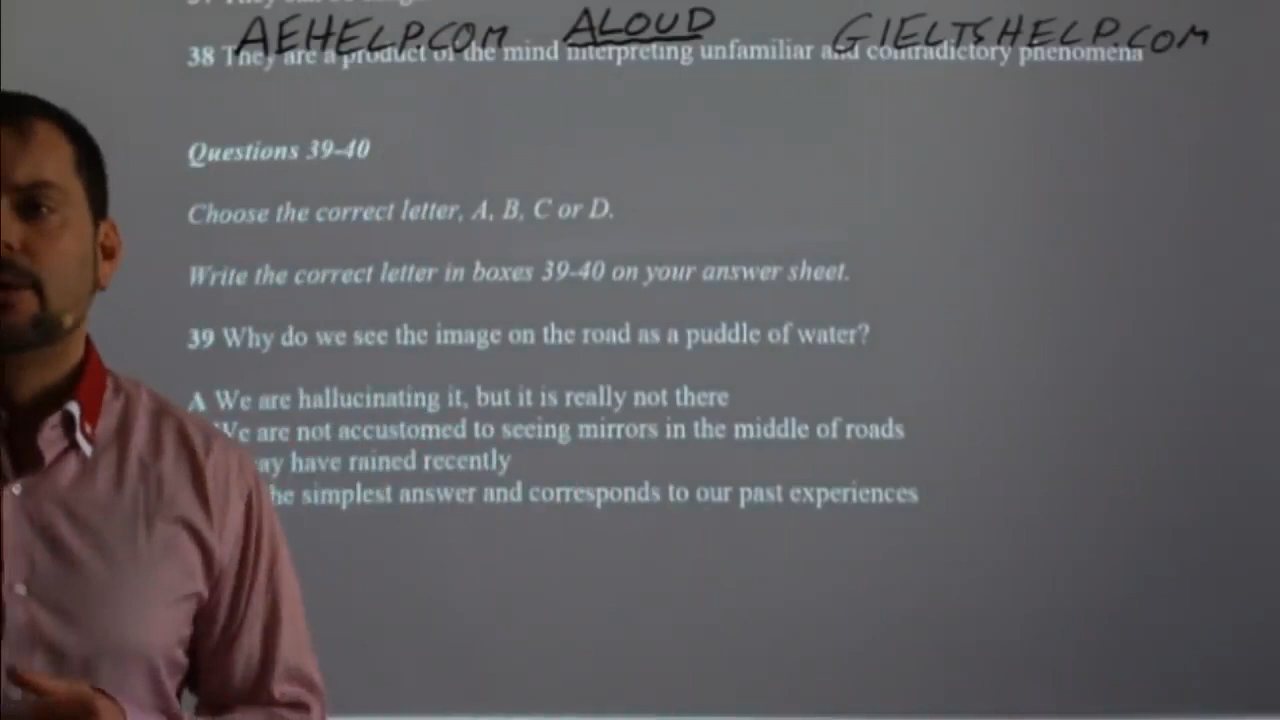 AEHELP.COM ALOUD GIELTSHELP.COM
38 They are a product of the mind interpreting unfamiliar and contradictory phenomena
Questions 39-40
Choose the correct letter, A, B, C or D.
Write the correct letter in boxes 39-40 on your answer sheet.
39 Why do we see the image on the road as a puddle of water?
A We are hallucinating it, but it is really not there
We are not accustomed to seeing mirrors in the middle of roads
have rained recently
simplest answer and corresponds to our past experiences